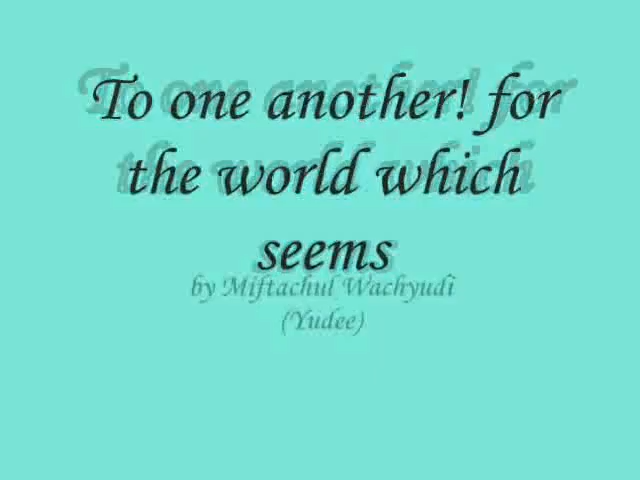 To one another! for
the world which
seems
by Miftachul Wachyudi
(Yudee)